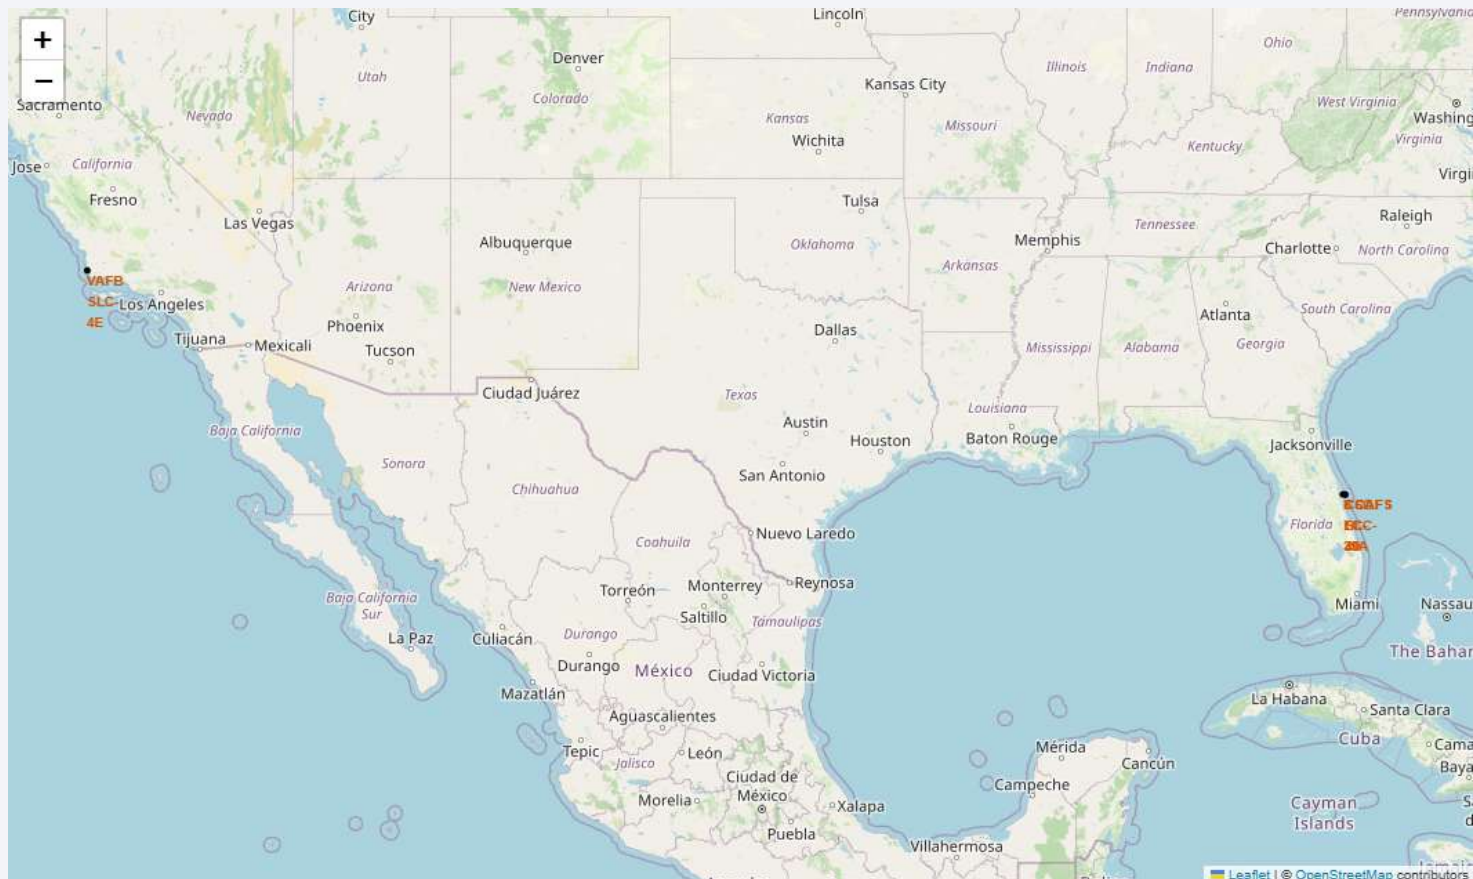 +
−
City
Lincoln
Pennsylvania
Denver
Ohio
Utah
Illinois
Indiana
Kansas City
Colorado
Sacramento
Nevada
West Virginia
Kansas
Washing
Missouri
Wichita
Virginia
Kentucky
California
Jose
Virgi
Fresno
Tulsa
Las Vegas
Raleigh
Tennessee
Albuquerque
Oklahoma
Memphis
Charlotte
North Carolina
Arkansas
VAFB
SLC-
4E
Arizona
New Mexico
Los Angeles
South Carolina
Atlanta
Phoenix
Dallas
Tijuana
Mexicali
Georgia
Tucson
Mississippi
Alabama
Ciudad Juárez
Texas
Louisiana
Austin
Baja California
Baton Rouge
Houston
Jacksonville
Sonora
San Antonio
Chihuahua
Florida
Nuevo Laredo
Coahuila
Reynosa
Monterrey
Torreón
Baja California
Sur
Miami
Nassau
Saltillo
Tamaulipas
La Paz
Culiacán
Durango
The Bahar
Durango
México
Ciudad Victoria
Mazatlán
La Habana
Santa Clara
Aguascalientes
Cuba
Tepic
León
Mérida
Cama
Jalisco
Cancún
Baya
Ciudad de
México
Campeche
Morelia
Xalapa
Cayman
Islands
Puebla
Villahermosa
Leaflet | © OpenStreetMap contributors